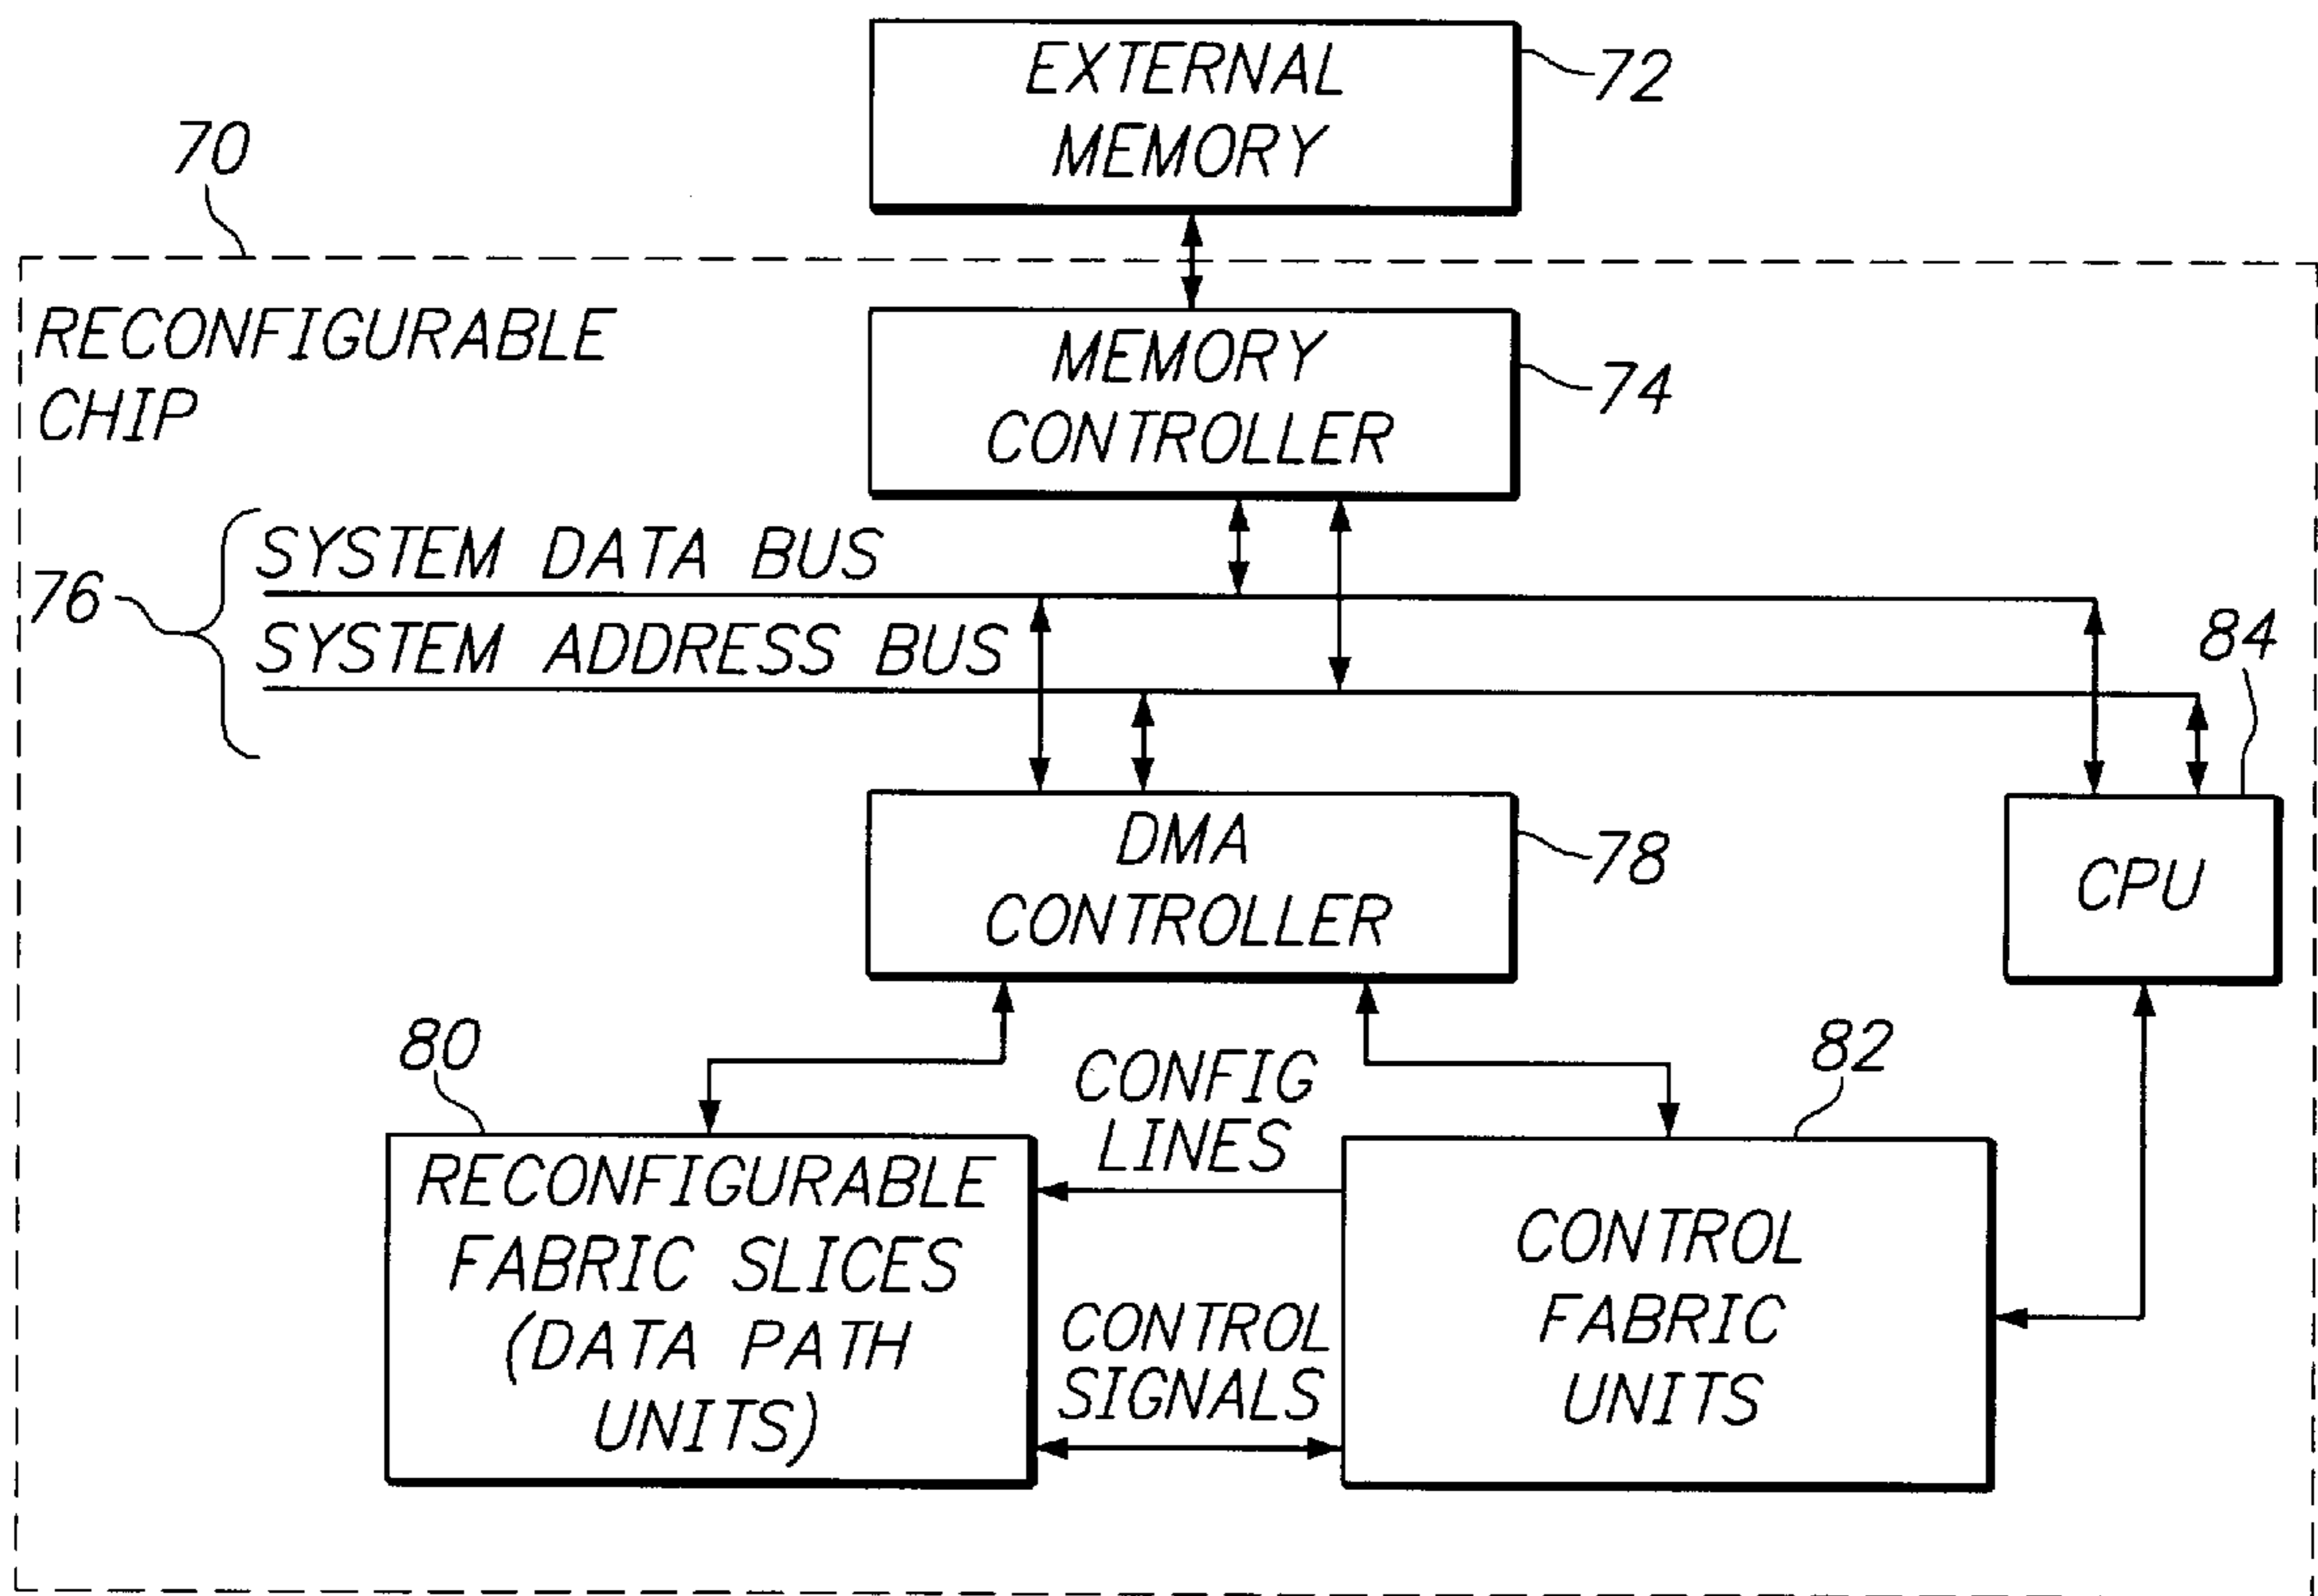 EXTERNAL
MEMORY
72
70
RECONFIGURABLE
CHIP
MEMORY
CONTROLLER
74
SYSTEM DATA BUS
76
SYSTEM ADDRESS BUS
84
DMA
CONTROLLER
78
CPU
80
CONFIG
LINES
82
RECONFIGURABLE
FABRIC SLICES
(DATA PATH
UNITS)
CONTROL
SIGNALS
CONTROL
FABRIC
UNITS